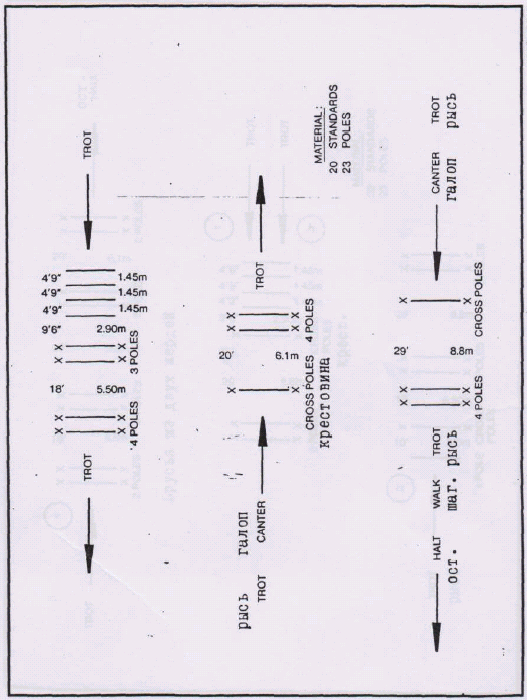 TROT
4'9" 1.45m
4'9" 1.45m
4'9" 1.45m
9'6" 2.90m
X X
X X
3 POLES
18' 5.50m
X X
X X
4 POLES
TROT
MATERIAL:
20 STANDARDS
23 POLES
TROT
X X
X X
4 POLES
20' 6.1m
X X
CROSS POLES
крестовина
галоп
CANTER
рысь
TROT
TROT рысь
CANTER галоп
X X
CROSS POLES
29' 8.8m
X X
X X
4 POLES
TROT рысь
WALK шаг.
HALT ост.